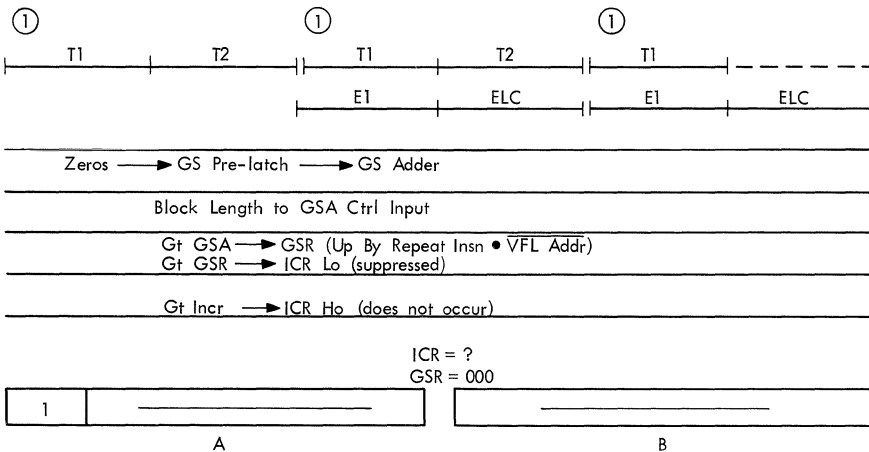 ① ① ①
T1 T2 T1 T2 T1
E1 ELC E1 ELC
Zeros → GS Pre-latch → GS Adder
Block Length to GSA Ctrl Input
Gt GSA → GSR (Up By Repeat Insn • V̅F̅L̅ ̅A̅d̅d̅r̅)
Gt GSR → ICR Lo (suppressed)
Gt Incr → ICR Ho (does not occur)
ICR = ?
GSR = 000
1
A B